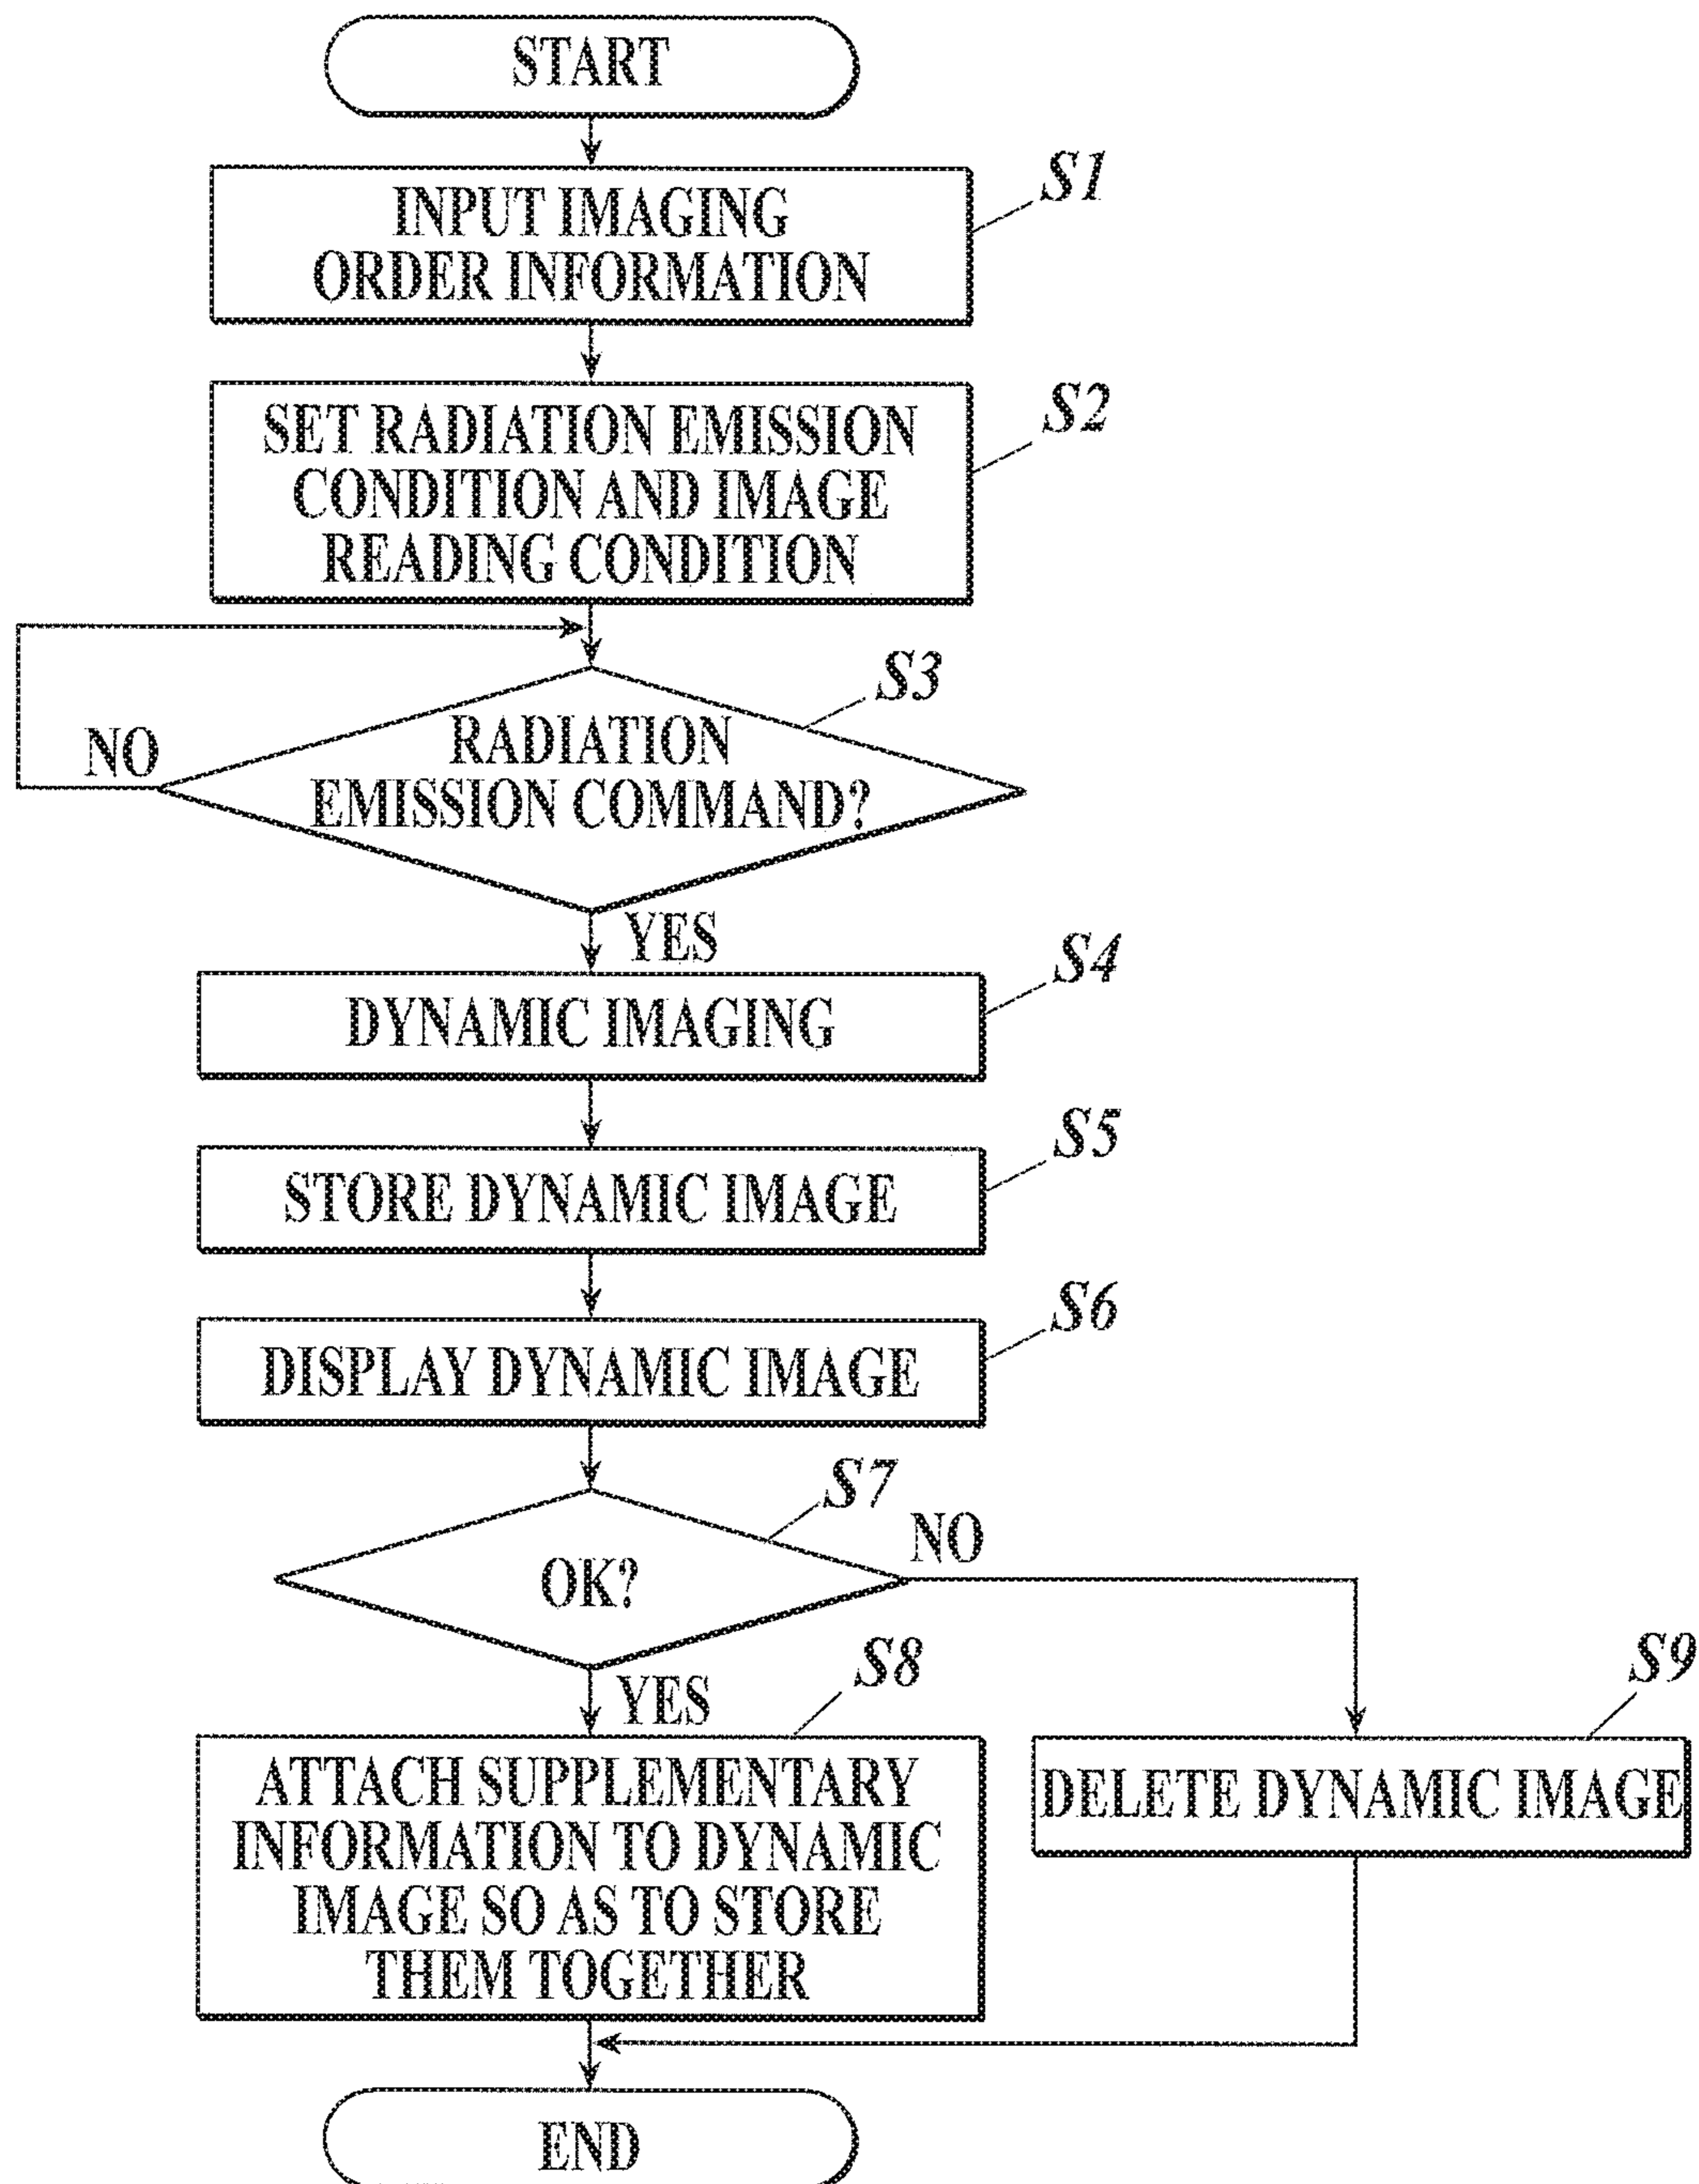 START
S1
INPUT IMAGING
ORDER INFORMATION
S2
SET RADIATION EMISSION
CONDITION AND IMAGE
READING CONDITION
S3
NO
RADIATION
EMISSION COMMAND?
YES
S4
DYNAMIC IMAGING
S5
STORE DYNAMIC IMAGE
S6
DISPLAY DYNAMIC IMAGE
S7
NO
OK?
YES
S8
S9
ATTACH SUPPLEMENTARY
INFORMATION TO DYNAMIC
IMAGE SO AS TO STORE
THEM TOGETHER
DELETE DYNAMIC IMAGE
END